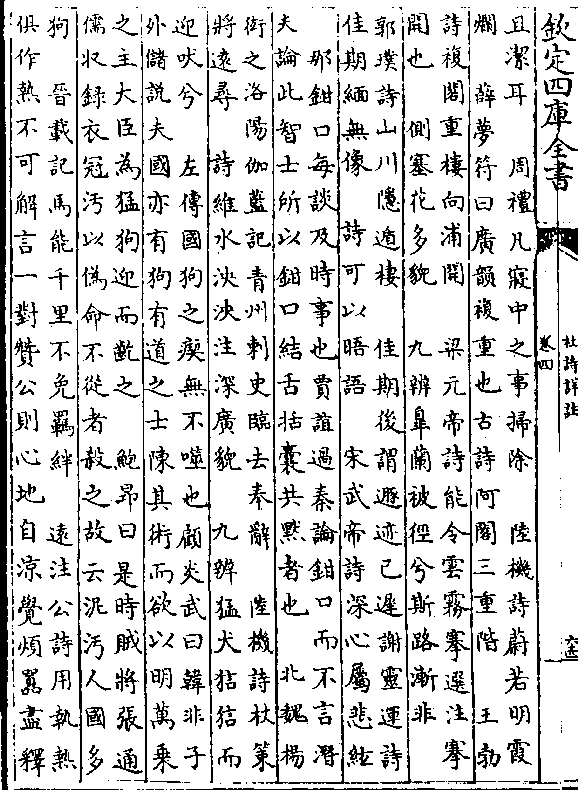 欽定四庫全書
杜詩詳註
卷四
且潔耳　周禮凡寢中之事掃除　陸機詩蔚若明霞
爛　薛夢符曰廣韻複重也古詩阿閣三重階　王勃
詩複閣重樓向浦開　梁元帝詩能令雲霧搴選注搴
開也　側塞花多貌　九辨臯蘭被徑兮斯路漸非
郭璞詩山川隱遁棲　佳期後謂遯迹已遲謝靈運詩
佳期緬無像　詩可以晤語　宋武帝詩深心屬悲絃
那鉗口每談及時事也賈誼過秦論鉗口而不言潛
夫論此智士所以鉗口結舌括囊共黙者也　北魏楊
衒之洛陽伽藍記青州刺史臨去奉辭　陸機詩杖策
將遠尋　詩維水泱泱注深廣貌　九辨猛犬狺狺而
迎吠兮　左傳國狗之瘈無不噬也顧炎武曰韓非子
外儲說夫國亦有狗有道之士陳其術而欲以明萬乗
之主大臣為猛狗迎而齕之　鮑昂曰是時賊將張通
儒收錄衣冠汚以偽命不從者殺之故云泥汚人國多
狗　晉載記馬能千里不免羈絆　遠注公詩用執熱
俱作熱不可解言一對贊公則心地自涼覺煩囂盡釋